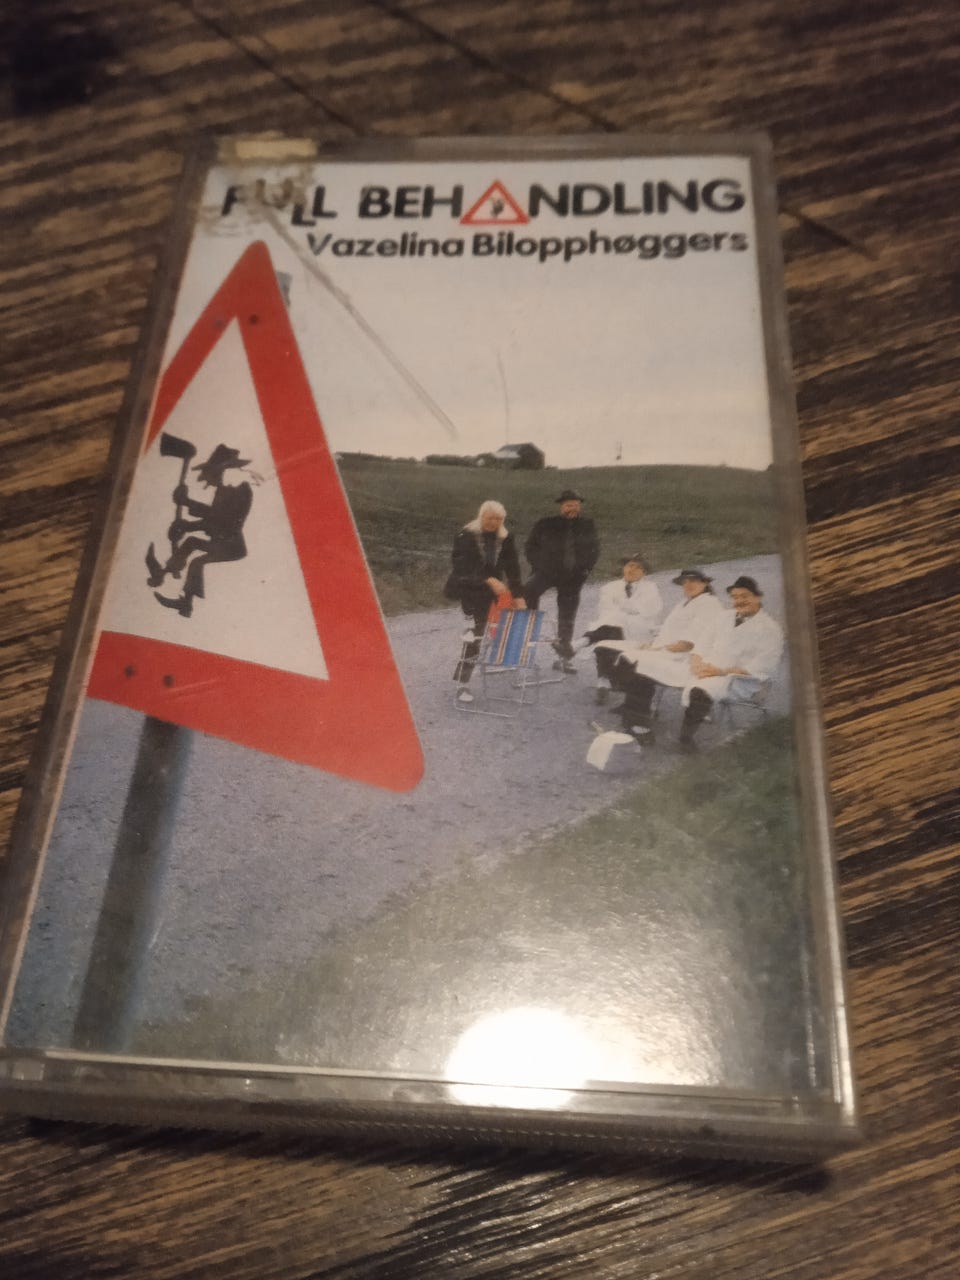 FULL BEHANDLING
Vazelina Bilopphøggers